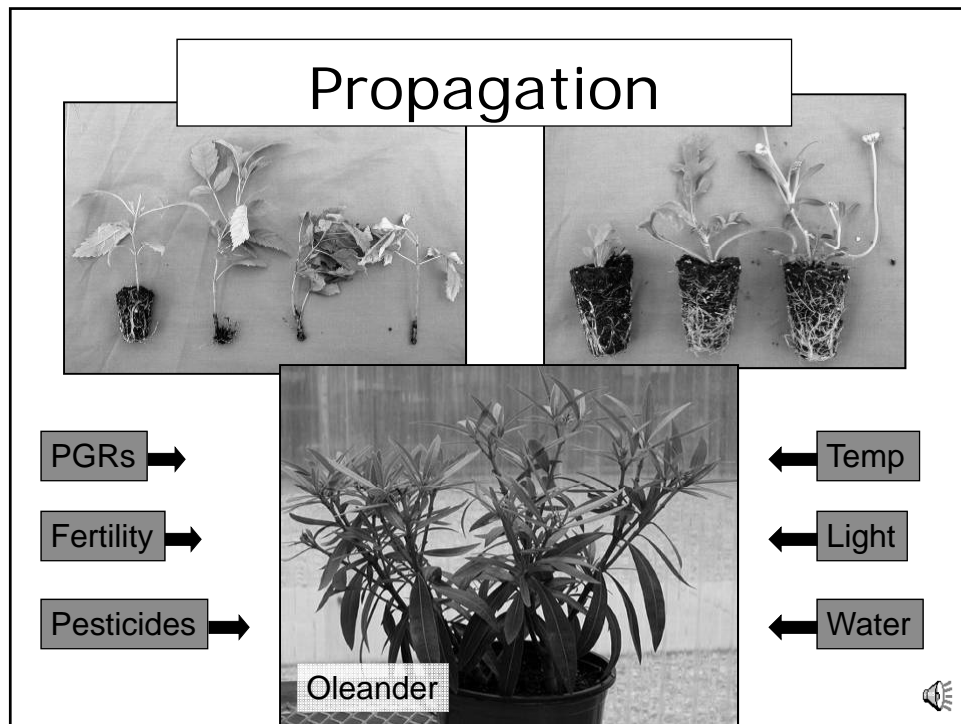 Propagation
PGRs
Temp
Fertility
Light
Pesticides
Water
Oleander